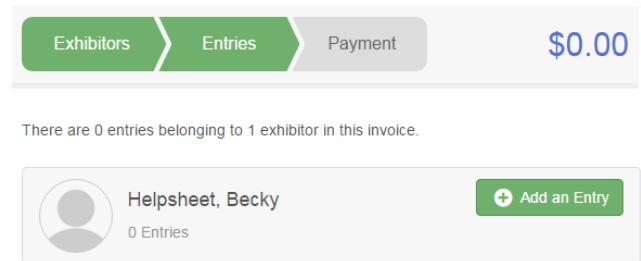 Exhibitors Entries Payment $0.00
There are 0 entries belonging to 1 exhibitor in this invoice.
Helpsheet, Becky Add an Entry
0 Entries